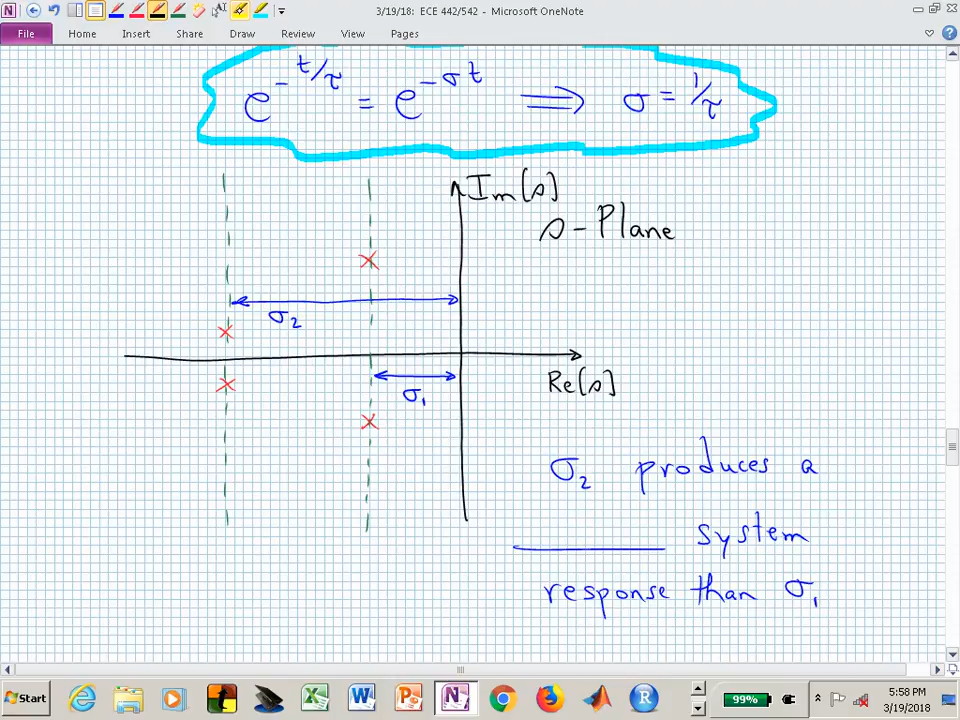 3/19/18: ECE 442/542 - Microsoft OneNote
File Home Insert Share Draw Review View Pages
e^{-t/τ} = e^{-σt} ⟹ σ = 1/τ
Im[s]
s-Plane
σ₂
σ₁
Re[s]
σ₂ produces a
______ system
response than σ₁
Start
99%
5:58 PM
3/19/2018